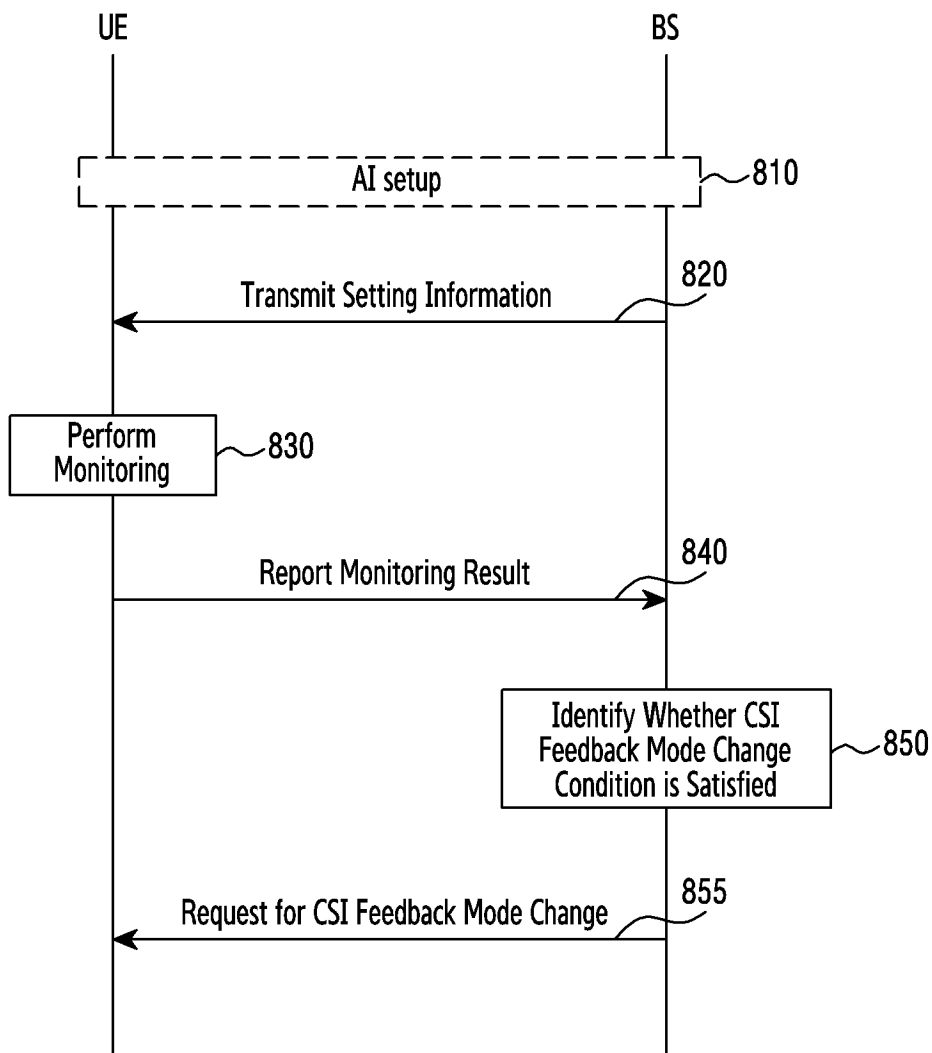 UE
BS
AI setup
810
820
Transmit Setting Information
Perform
Monitoring
830
840
Report Monitoring Result
Identify Whether CSI
Feedback Mode Change
Condition is Satisfied
850
855
Request for CSI Feedback Mode Change